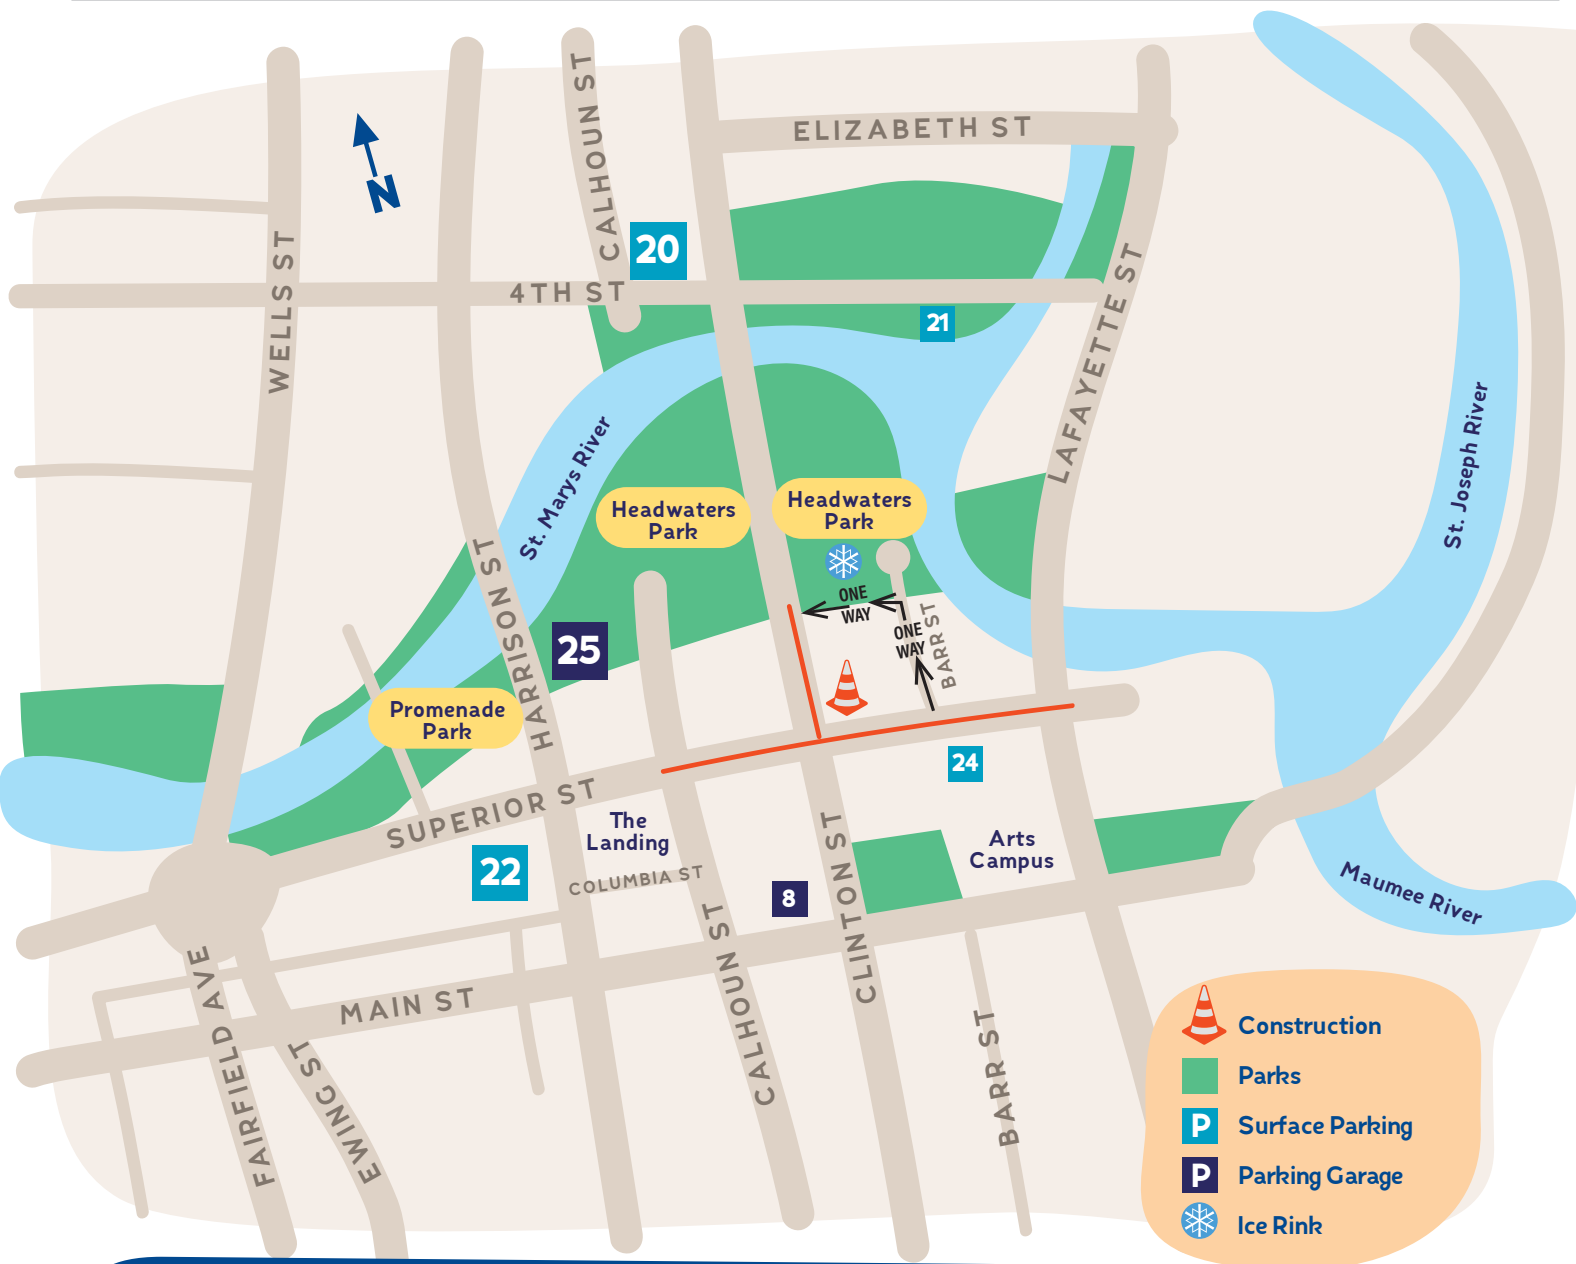 CALHOUN ST
ELIZABETH ST
N
20
WELLS ST
4TH ST
21
LAFAYETTE ST
St. Marys River
St. Joseph River
Headwaters
Park
Headwaters
Park
HARRISON ST
ONE
WAY
ONE
WAY
BARR ST
25
Promenade
Park
24
SUPERIOR ST
The
Landing
Arts
Campus
22
COLUMBIA ST
8
CLINTON ST
Maumee River
CALHOUN ST
MAIN ST
FAIRFIELD AVE
EWING ST
BARR ST
Construction
Parks
P
Surface Parking
P
Parking Garage
Ice Rink